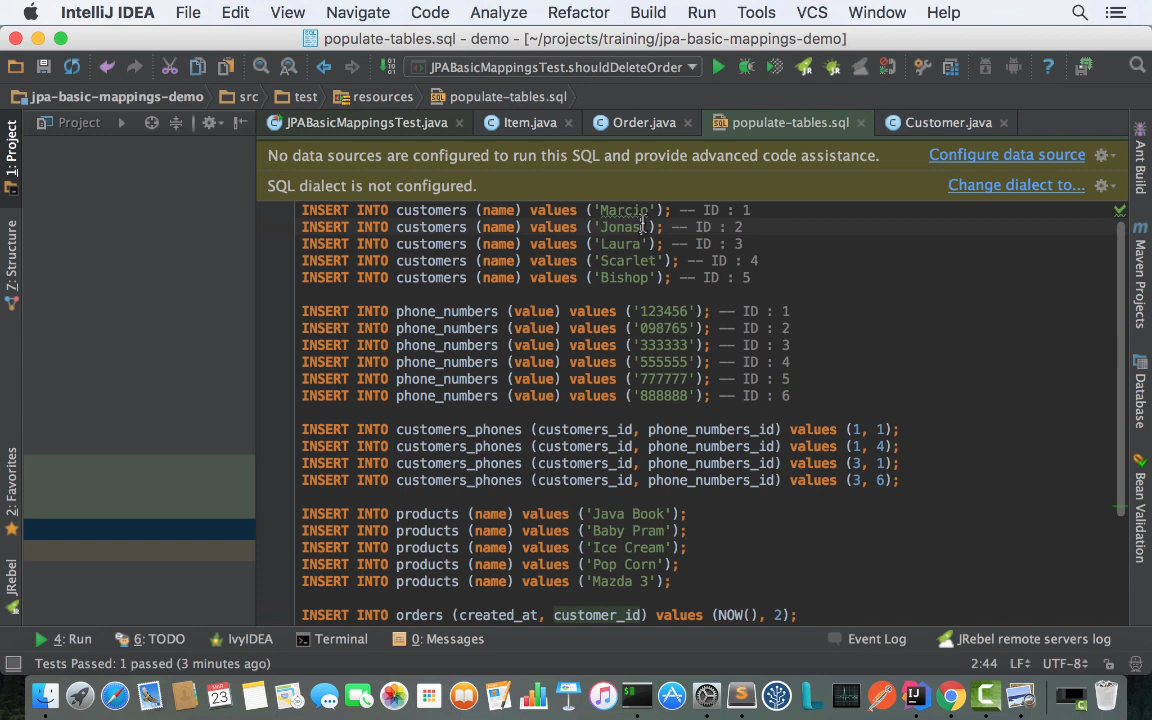 IntelliJ IDEA File Edit View Navigate Code Analyze Refactor Build Run Tools VCS Window Help
populate-tables.sql - demo - [~/projects/training/jpa-basic-mappings-demo]
JPABasicMappingsTest.shouldDeleteOrder
jpa-basic-mappings-demo src test resources populate-tables.sql
Project JPABasicMappingsTest.java Item.java Order.java populate-tables.sql Customer.java
No data sources are configured to run this SQL and provide advanced code assistance. Configure data source
SQL dialect is not configured. Change dialect to...
INSERT INTO customers (name) values ('Marcio'); -- ID : 1
INSERT INTO customers (name) values ('Jonas'); -- ID : 2
INSERT INTO customers (name) values ('Laura'); -- ID : 3
INSERT INTO customers (name) values ('Scarlet'); -- ID : 4
INSERT INTO customers (name) values ('Bishop'); -- ID : 5
INSERT INTO phone_numbers (value) values ('123456'); -- ID : 1
INSERT INTO phone_numbers (value) values ('098765'); -- ID : 2
INSERT INTO phone_numbers (value) values ('333333'); -- ID : 3
INSERT INTO phone_numbers (value) values ('555555'); -- ID : 4
INSERT INTO phone_numbers (value) values ('777777'); -- ID : 5
INSERT INTO phone_numbers (value) values ('888888'); -- ID : 6
INSERT INTO customers_phones (customers_id, phone_numbers_id) values (1, 1);
INSERT INTO customers_phones (customers_id, phone_numbers_id) values (1, 4);
INSERT INTO customers_phones (customers_id, phone_numbers_id) values (3, 1);
INSERT INTO customers_phones (customers_id, phone_numbers_id) values (3, 6);
INSERT INTO products (name) values ('Java Book');
INSERT INTO products (name) values ('Baby Pram');
INSERT INTO products (name) values ('Ice Cream');
INSERT INTO products (name) values ('Pop Corn');
INSERT INTO products (name) values ('Mazda 3');
INSERT INTO orders (created_at, customer_id) values (NOW(), 2);
1: Project
Z: Structure
2: Favorites
JRebel
Ant Build
Maven Projects
Database
Bean Validation
4: Run 6: TODO IvyIDEA Terminal 0: Messages Event Log JRebel remote servers log
Tests Passed: 1 passed (3 minutes ago) 2:44 LF÷ UTF-8÷
23